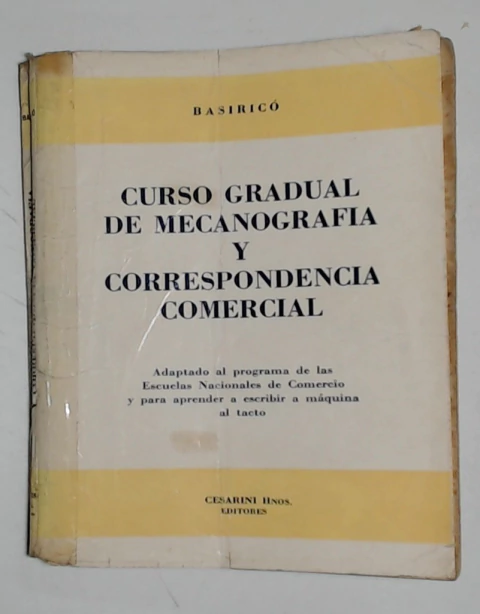 BASIRICÓ
CURSO GRADUAL
DE MECANOGRAFIA
Y
CORRESPONDENCIA
COMERCIAL
Adaptado al programa de las
Escuelas Nacionales de Comercio
y para aprender a escribir a máquina
al tacto
CESARINI HNOS.
EDITORES